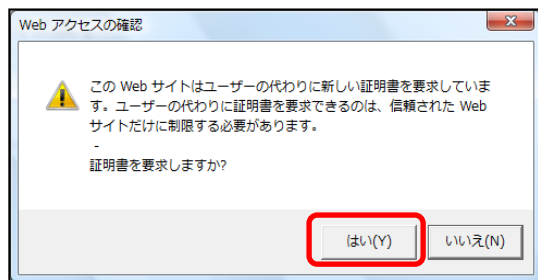 Web アクセスの確認
この Web サイトはユーザーの代わりに新しい証明書を要求していま
す。ユーザーの代わりに証明書を要求できるのは、信頼された Web
サイトだけに制限する必要があります。
-
証明書を要求しますか?
はい(Y)
いいえ(N)